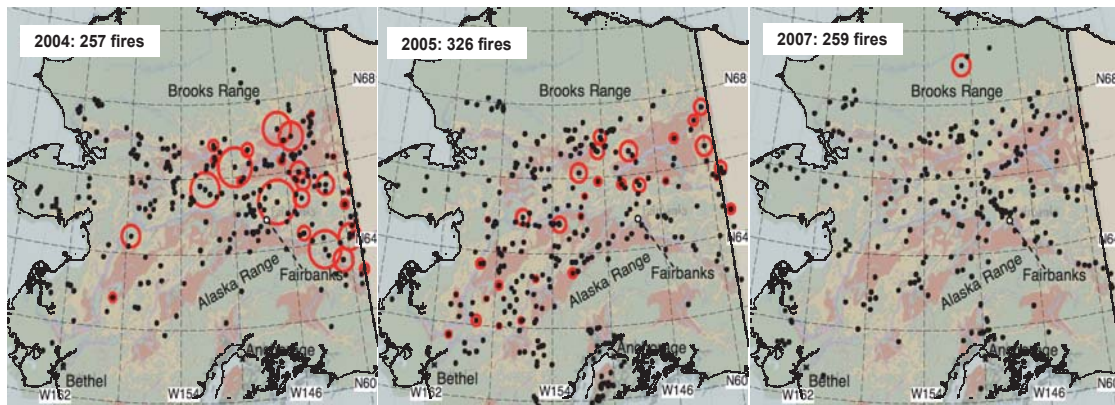 2004: 257 fires
N68
Brooks Range
N64
Fairbanks
Alaska Range
Anchorage
Bethel
N60
W162
W154
W146
2005: 326 fires
N68
Brooks Range
N64
Fairbanks
Alaska Range
Anchorage
Bethel
N60
W162
W154
W146
2007: 259 fires
N68
Brooks Range
N64
Fairbanks
Alaska Range
Anchorage
Bethel
N60
W162
W154
W146